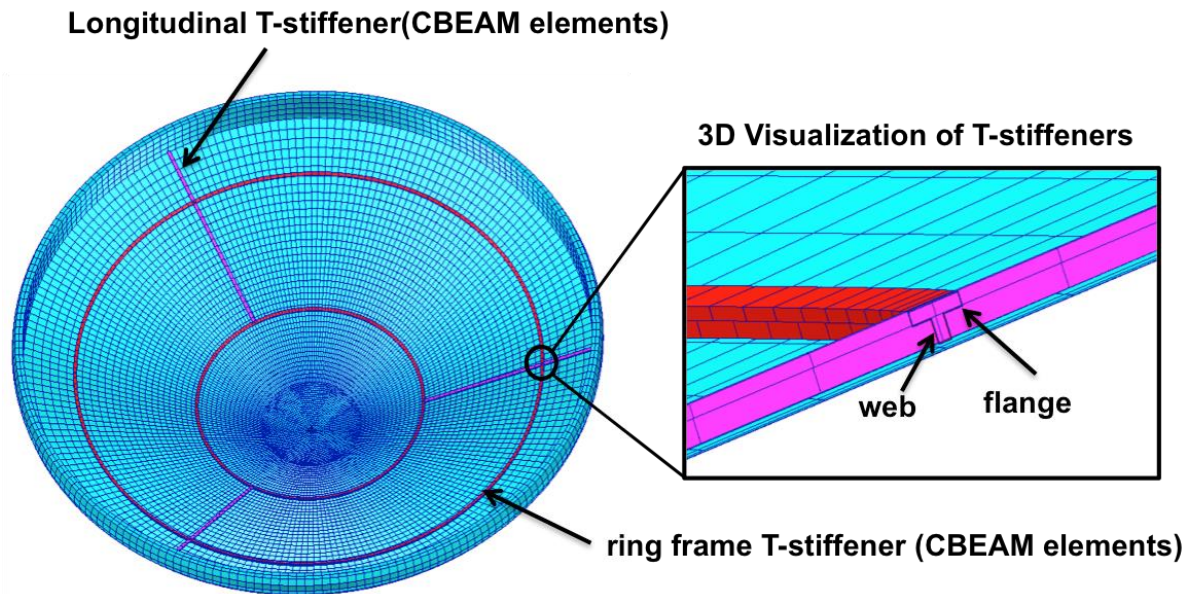 Longitudinal T-stiffener(CBEAM elements)
3D Visualization of T-stiffeners
web
flange
ring frame T-stiffener (CBEAM elements)